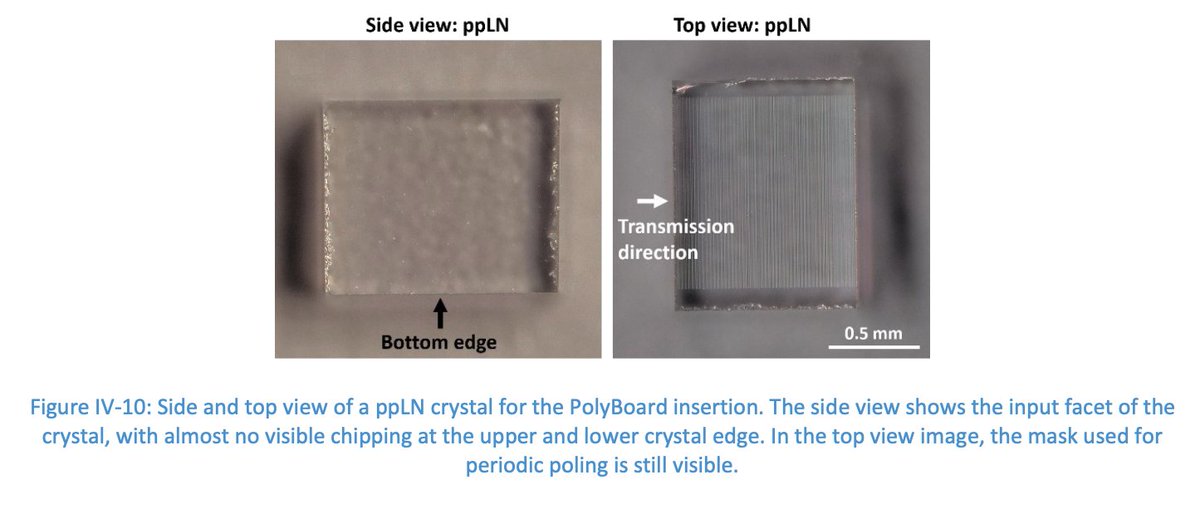 Side view: ppLN
Top view: ppLN
Transmission
direction
Bottom edge
0.5 mm
Figure IV-10: Side and top view of a ppLN crystal for the PolyBoard insertion. The side view shows the input facet of the
crystal, with almost no visible chipping at the upper and lower crystal edge. In the top view image, the mask used for
periodic poling is still visible.